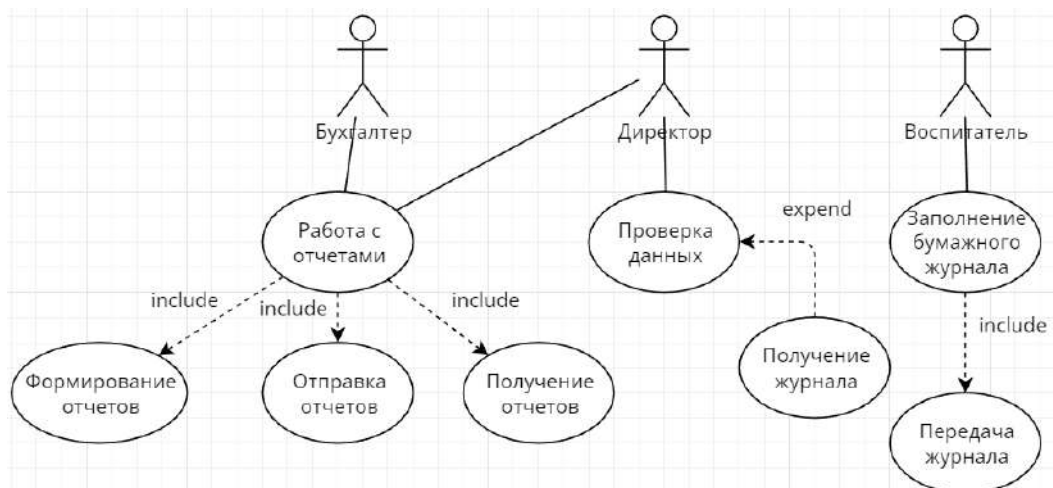 Бухгалтер
Директор
Воспитатель
Работа с
отчетами
Проверка
данных
expend
Заполнение
бумажного
журнала
include
include
include
include
Формирование
отчетов
Отправка
отчетов
Получение
отчетов
Получение
журнала
Передача
журнала